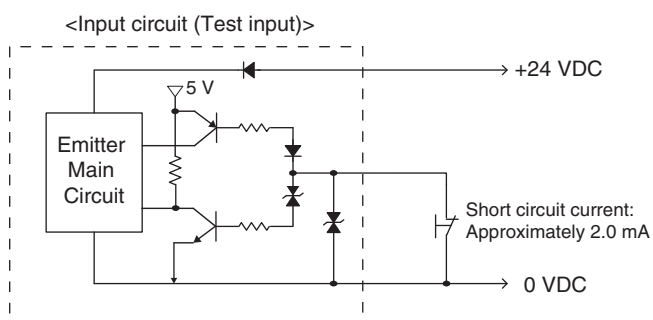 <Input circuit (Test input)>
+24 VDC
5 V
Emitter
Main
Circuit
Short circuit current:
Approximately 2.0 mA
0 VDC